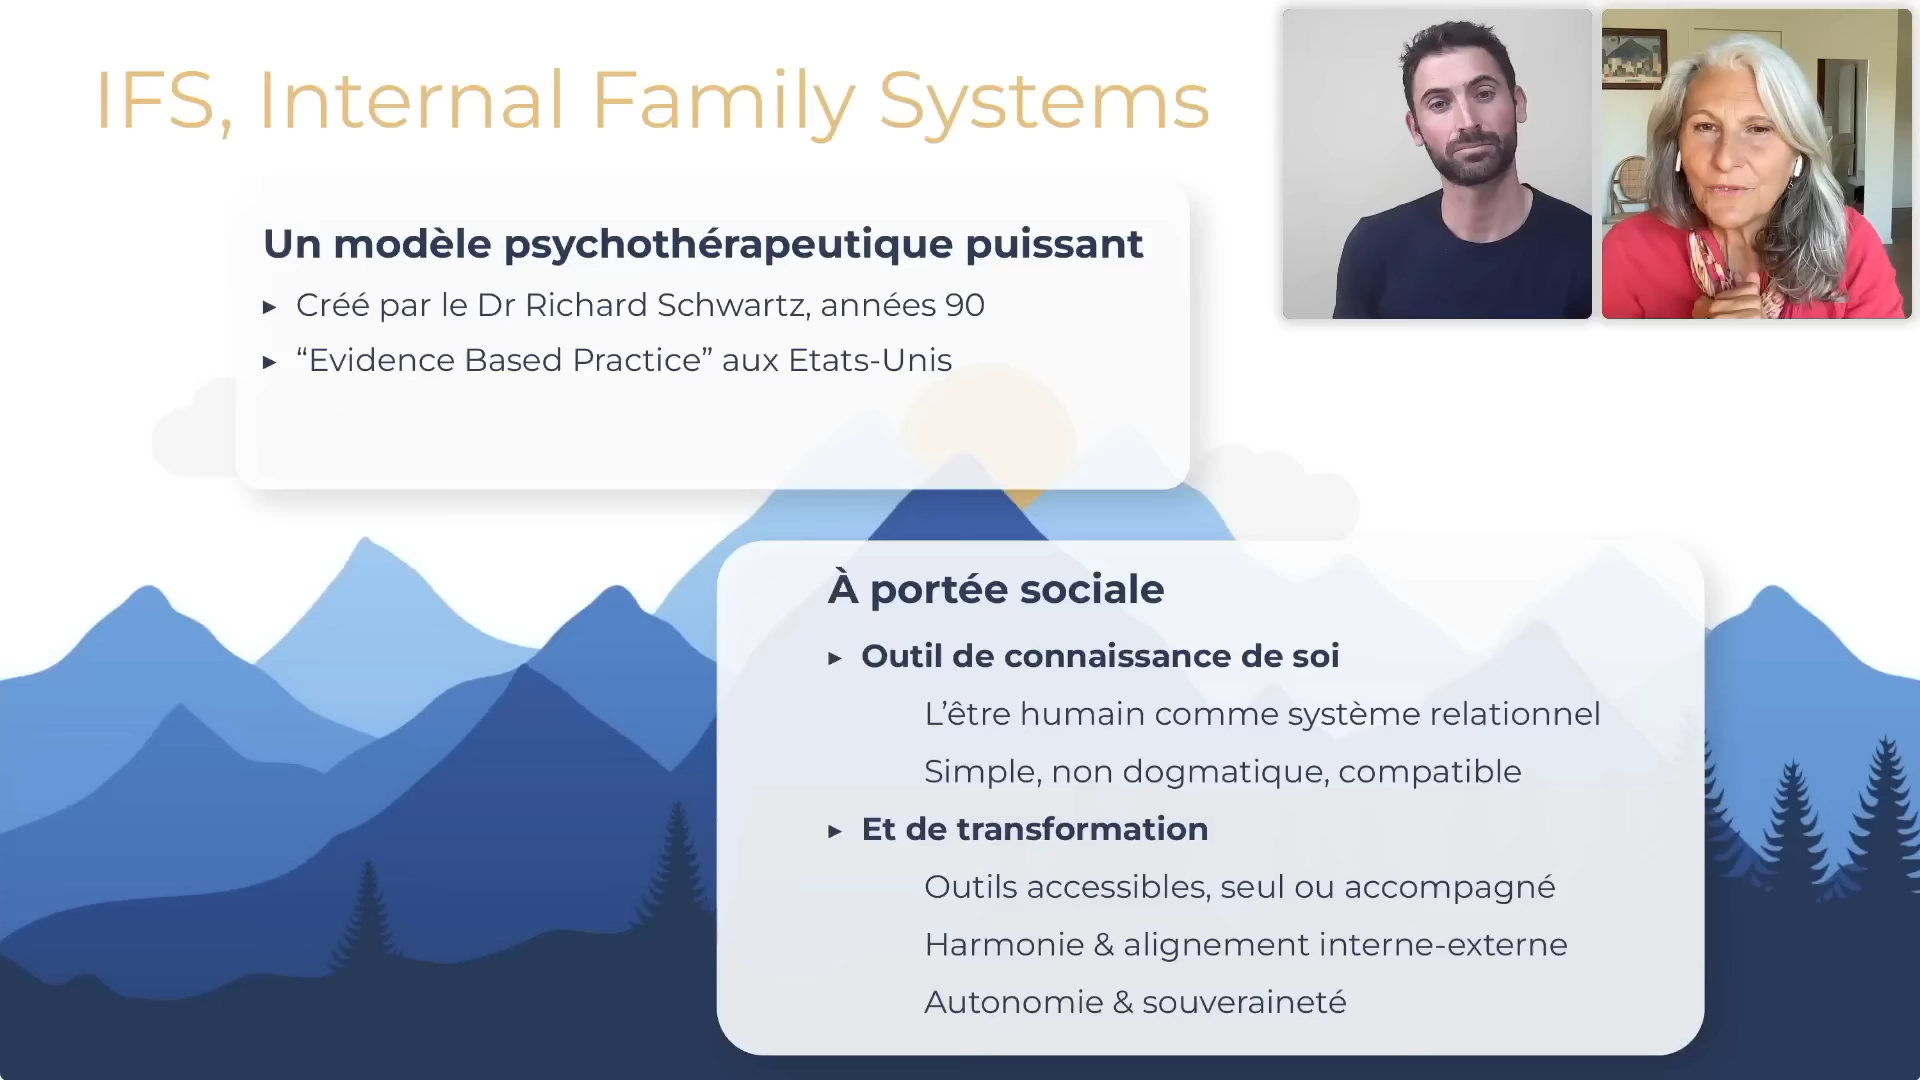 IFS, Internal Family Systems
Un modèle psychothérapeutique puissant
▸ Créé par le Dr Richard Schwartz, années 90
▸ “Evidence Based Practice” aux Etats-Unis
À portée sociale
▸ Outil de connaissance de soi
L’être humain comme système relationnel
Simple, non dogmatique, compatible
▸ Et de transformation
Outils accessibles, seul ou accompagné
Harmonie & alignement interne-externe
Autonomie & souveraineté